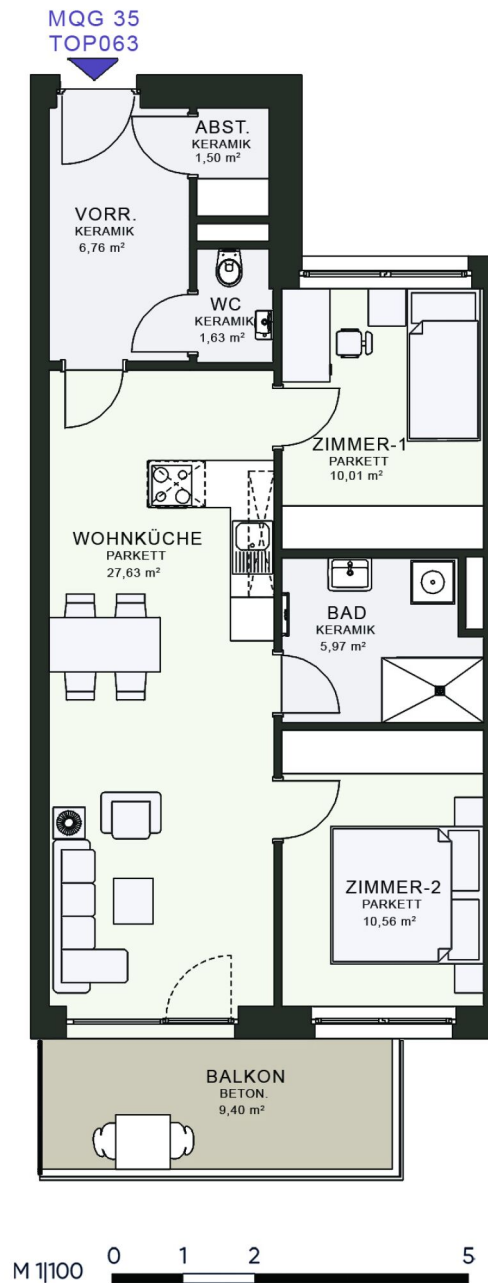 MQG 35
TOP063
ABST.
KERAMIK
1,50 m²
VORR.
KERAMIK
6,76 m²
WC
KERAMIK
1,63 m²
ZIMMER-1
PARKETT
10,01 m²
WOHNKÜCHE
PARKETT
27,63 m²
BAD
KERAMIK
5,97 m²
ZIMMER-2
PARKETT
10,56 m²
BALKON
BETON.
9,40 m²
M 1|100 0 1 2 5